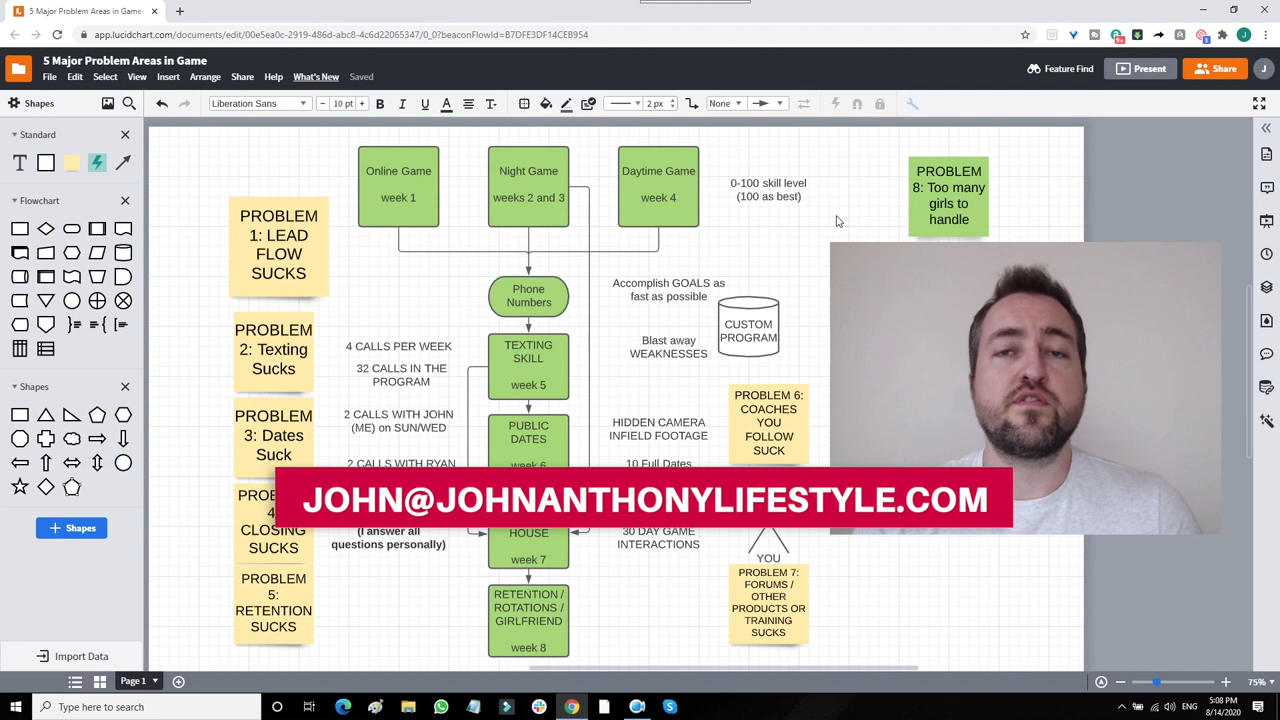 5 Major Problem Areas in Game:
app.lucidchart.com/documents/edit/00e5ea0c-2919-486d-abc8-4c6d22065347/0_0?beaconFlowId=B7DFE3DF14CEB954
5 Major Problem Areas in Game
File Edit Select View Insert Arrange Share Help What's New Saved
Feature Find
Present
Share
J
Shapes
Liberation Sans
10 pt
2 px
None
Standard
Flowchart
Shapes
+ Shapes
Import Data
Online Game
week 1
Night Game
weeks 2 and 3
Daytime Game
week 4
0-100 skill level
(100 as best)
PROBLEM
8: Too many
girls to
handle
PROBLEM
1: LEAD
FLOW
SUCKS
Phone
Numbers
Accomplish GOALS as
fast as possible
CUSTOM
PROGRAM
Blast away
WEAKNESSES
PROBLEM
2: Texting
Sucks
4 CALLS PER WEEK
32 CALLS IN THE
PROGRAM
TEXTING
SKILL
week 5
PROBLEM
3: Dates
Suck
2 CALLS WITH JOHN
(ME) on SUN/WED
PUBLIC
DATES
week 6
HIDDEN CAMERA
INFIELD FOOTAGE
PROBLEM 6:
COACHES
YOU
FOLLOW
SUCK
2 CALLS WITH RYAN
10 Full Dates
JOHN@JOHNANTHONYLIFESTYLE.COM
CLOSING
SUCKS
(I answer all
questions personally)
HOUSE
week 7
30 DAY GAME
INTERACTIONS
YOU
PROBLEM
5:
RETENTION
SUCKS
RETENTION /
ROTATIONS /
GIRLFRIEND
week 8
PROBLEM 7:
FORUMS /
OTHER
PRODUCTS OR
TRAINING
SUCKS
Page 1
75%
Type here to search
5:08 PM
8/14/2020